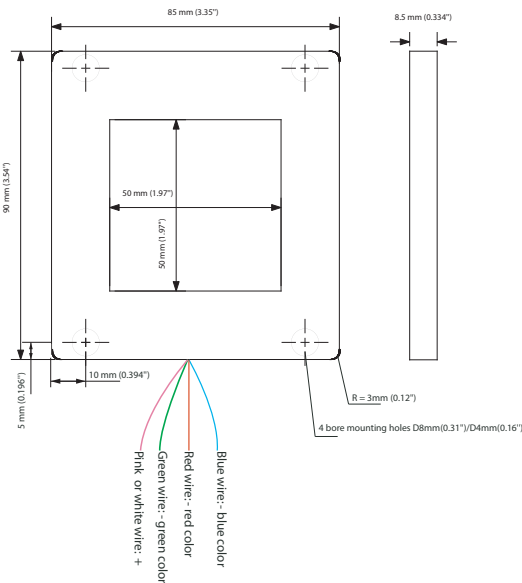 85 mm (3.35")
8.5 mm (0.334")
90 mm (3.54")
50 mm (1.97")
50 mm (1.97")
5 mm (0.196")
10 mm (0.394")
R = 3mm (0.12")
4 bore mounting holes D8mm(0.31")/D4mm(0.16")
Pink or white wire: +
Green wire:- green color
Red wire:- red color
Blue wire:- blue color